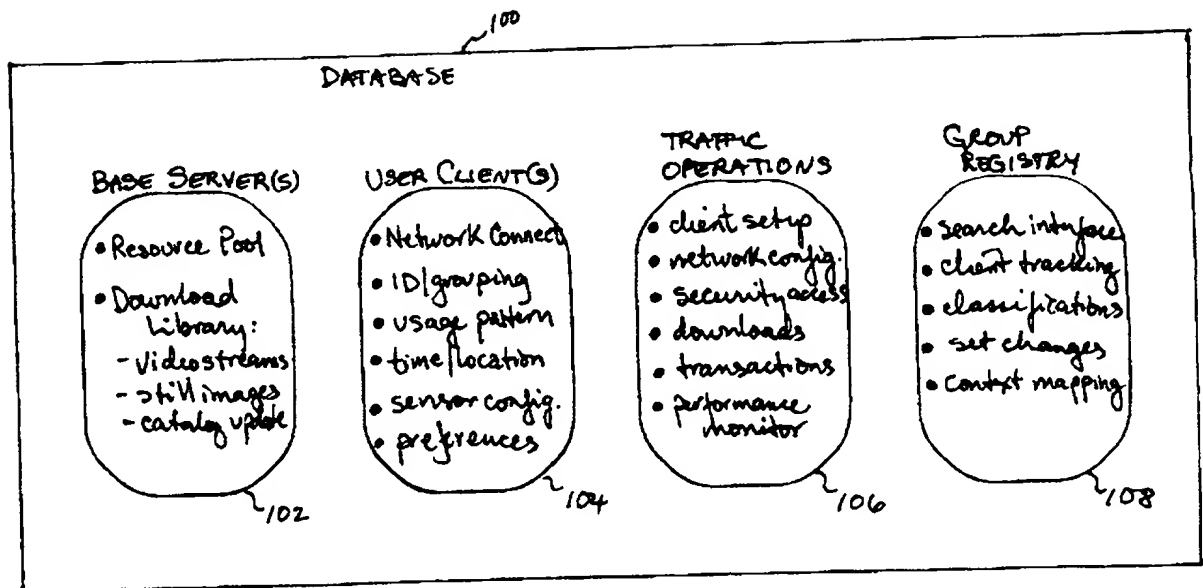 100
DATABASE
BASE SERVER(S)
• Resource Pool
• Download
Library:
- videostreams
- still images
- catalog update
102
USER CLIENT(S)
• Network Connect
• ID/grouping
• usage pattern
• time/location
• sensor config.
• preferences
104
TRAFFIC
OPERATIONS
• client setup
• network config.
• security access
• downloads
• transactions
• performance
monitor
106
GROUP
REGISTRY
• search interface
• client tracking
• classifications
• set changes
• context mapping
108